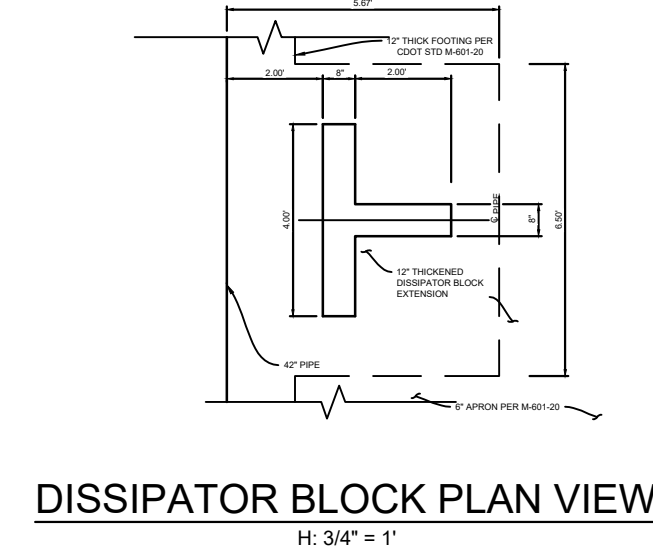 5.67'
12" THICK FOOTING PER
CDOT STD M-601-20
2.00'
8"
2.00'
4.00'
℄ PIPE
8"
6.50'
12" THICKENED
DISSIPATOR BLOCK
EXTENSION
42" PIPE
6" APRON PER M-601-20
DISSIPATOR BLOCK PLAN VIEW
H: 3/4" = 1'